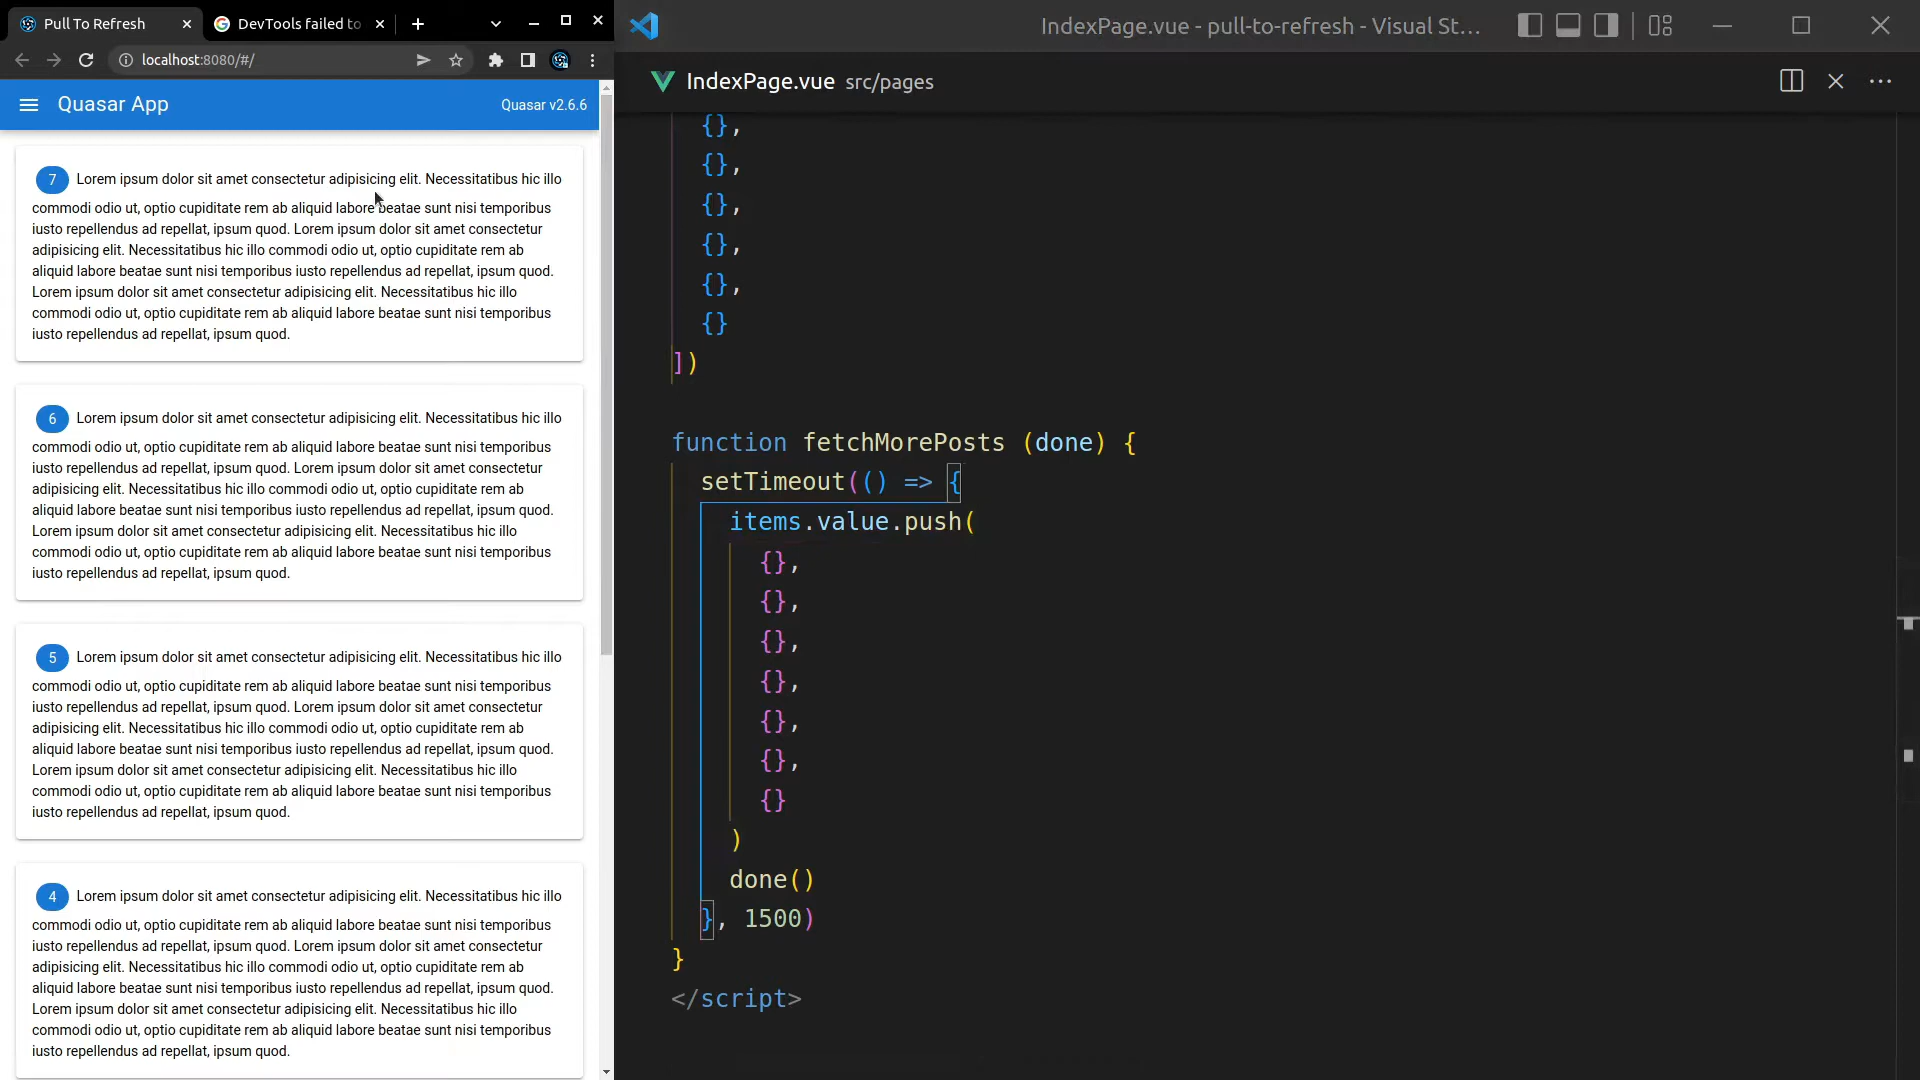 Pull To Refresh
DevTools failed to
localhost:8080/#/
Quasar App
Quasar v2.6.6
7 Lorem ipsum dolor sit amet consectetur adipisicing elit. Necessitatibus hic illo
commodi odio ut, optio cupiditate rem ab aliquid labore beatae sunt nisi temporibus
iusto repellendus ad repellat, ipsum quod. Lorem ipsum dolor sit amet consectetur
adipisicing elit. Necessitatibus hic illo commodi odio ut, optio cupiditate rem ab
aliquid labore beatae sunt nisi temporibus iusto repellendus ad repellat, ipsum quod.
Lorem ipsum dolor sit amet consectetur adipisicing elit. Necessitatibus hic illo
commodi odio ut, optio cupiditate rem ab aliquid labore beatae sunt nisi temporibus
iusto repellendus ad repellat, ipsum quod.
6 Lorem ipsum dolor sit amet consectetur adipisicing elit. Necessitatibus hic illo
commodi odio ut, optio cupiditate rem ab aliquid labore beatae sunt nisi temporibus
iusto repellendus ad repellat, ipsum quod. Lorem ipsum dolor sit amet consectetur
adipisicing elit. Necessitatibus hic illo commodi odio ut, optio cupiditate rem ab
aliquid labore beatae sunt nisi temporibus iusto repellendus ad repellat, ipsum quod.
Lorem ipsum dolor sit amet consectetur adipisicing elit. Necessitatibus hic illo
commodi odio ut, optio cupiditate rem ab aliquid labore beatae sunt nisi temporibus
iusto repellendus ad repellat, ipsum quod.
5 Lorem ipsum dolor sit amet consectetur adipisicing elit. Necessitatibus hic illo
commodi odio ut, optio cupiditate rem ab aliquid labore beatae sunt nisi temporibus
iusto repellendus ad repellat, ipsum quod. Lorem ipsum dolor sit amet consectetur
adipisicing elit. Necessitatibus hic illo commodi odio ut, optio cupiditate rem ab
aliquid labore beatae sunt nisi temporibus iusto repellendus ad repellat, ipsum quod.
Lorem ipsum dolor sit amet consectetur adipisicing elit. Necessitatibus hic illo
commodi odio ut, optio cupiditate rem ab aliquid labore beatae sunt nisi temporibus
iusto repellendus ad repellat, ipsum quod.
4 Lorem ipsum dolor sit amet consectetur adipisicing elit. Necessitatibus hic illo
commodi odio ut, optio cupiditate rem ab aliquid labore beatae sunt nisi temporibus
iusto repellendus ad repellat, ipsum quod. Lorem ipsum dolor sit amet consectetur
adipisicing elit. Necessitatibus hic illo commodi odio ut, optio cupiditate rem ab
aliquid labore beatae sunt nisi temporibus iusto repellendus ad repellat, ipsum quod.
Lorem ipsum dolor sit amet consectetur adipisicing elit. Necessitatibus hic illo
commodi odio ut, optio cupiditate rem ab aliquid labore beatae sunt nisi temporibus
iusto repellendus ad repellat, ipsum quod.
IndexPage.vue - pull-to-refresh - Visual St...
IndexPage.vue src/pages
{},
{},
{},
{},
{},
{}
])
function fetchMorePosts (done) {
setTimeout(() => {
items.value.push(
{},
{},
{},
{},
{},
{},
{}
)
done()
}, 1500)
}
</script>